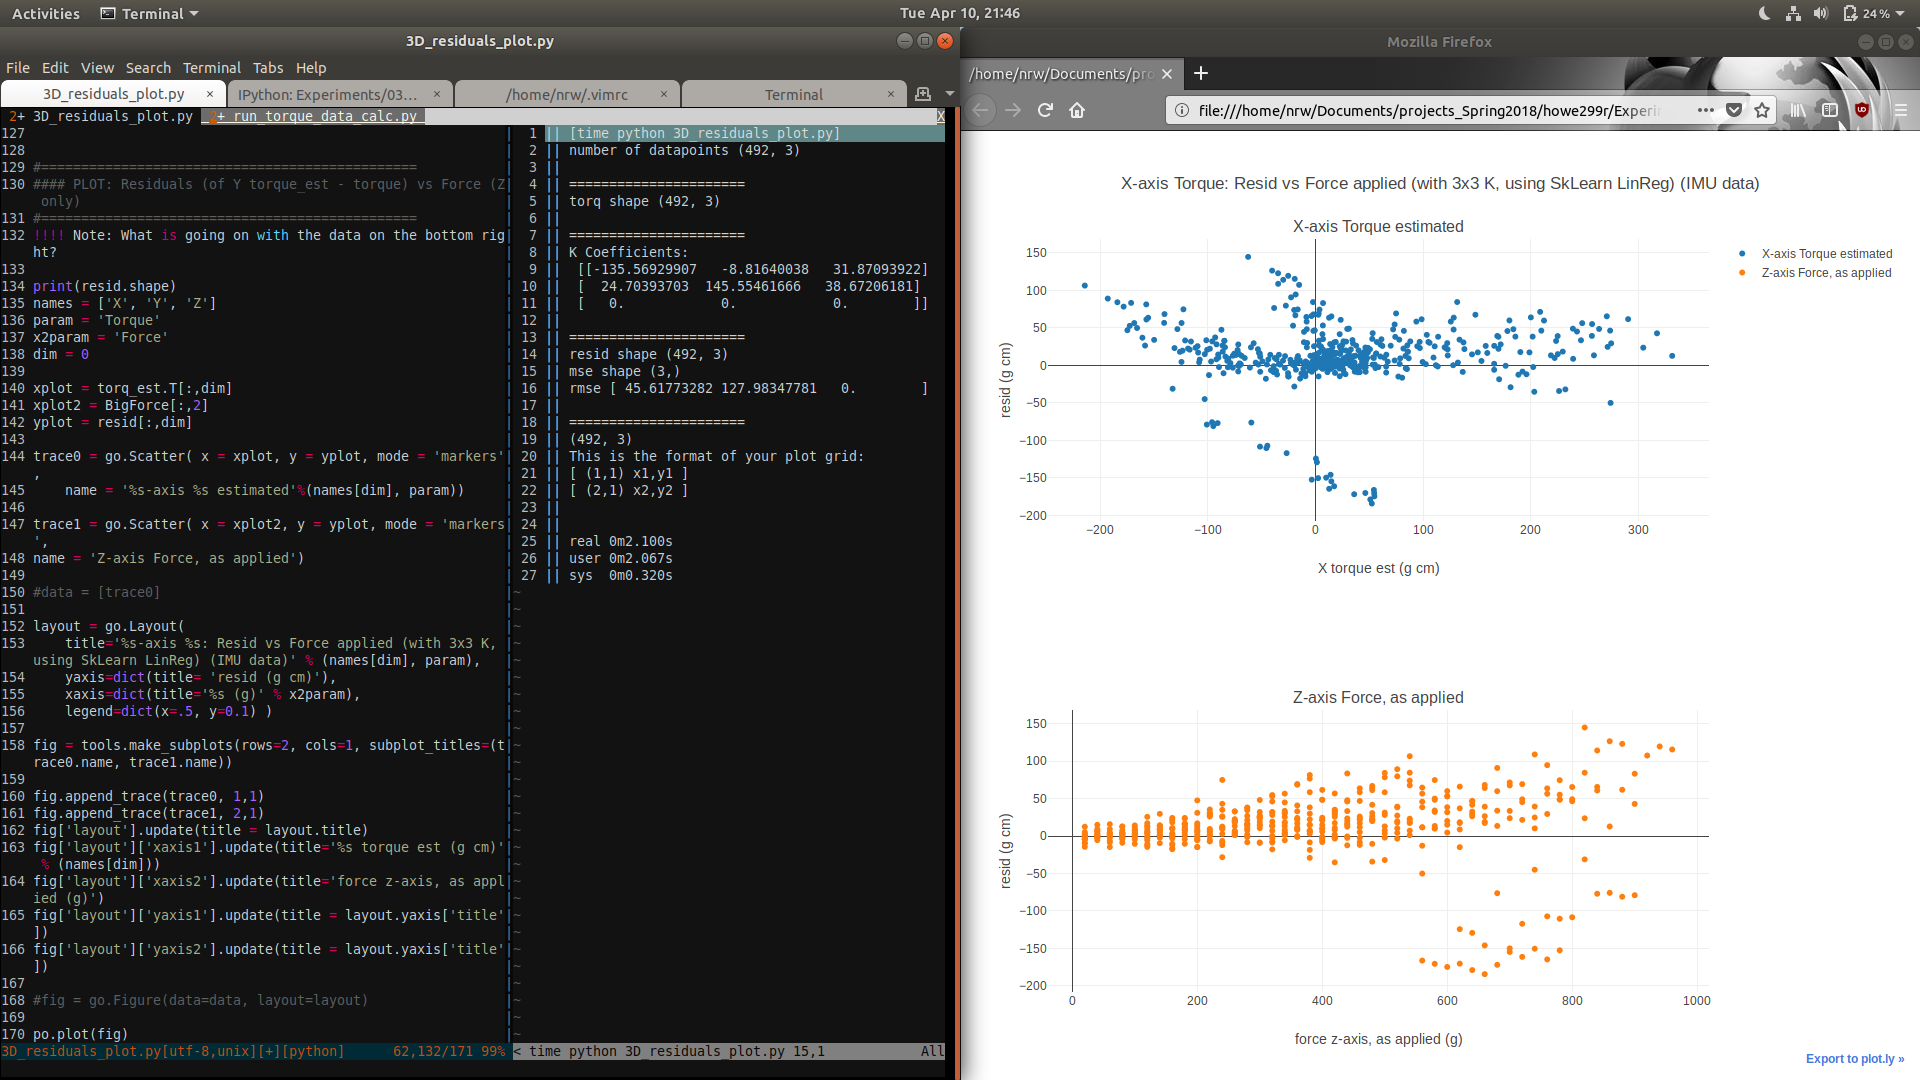 Activities
Terminal
Tue Apr 10, 21:46
24%
3D_residuals_plot.py
File Edit View Search Terminal Tabs Help
3D_residuals_plot.py ×
IPython: Experiments/03... ×
/home/nrw/.vimrc ×
Terminal ×
2+ 3D_residuals_plot.py  2+ run_torque_data_calc.py X
127
128
129 #===============================================
130 #### PLOT: Residuals (of Y torque_est - torque) vs Force (Z
 only)
131 #===============================================
132 !!!! Note: What is going on with the data on the bottom rig
ht?
133
134 print(resid.shape)
135 names = ['X', 'Y', 'Z']
136 param = 'Torque'
137 x2param = 'Force'
138 dim = 0
139
140 xplot = torq_est.T[:,dim]
141 xplot2 = BigForce[:,2]
142 yplot = resid[:,dim]
143
144 trace0 = go.Scatter( x = xplot, y = yplot, mode = 'markers'
,
145     name = '%s-axis %s estimated'%(names[dim], param))
146
147 trace1 = go.Scatter( x = xplot2, y = yplot, mode = 'markers
',
148 name = 'Z-axis Force, as applied')
149
150 #data = [trace0]
151
152 layout = go.Layout(
153     title='%s-axis %s: Resid vs Force applied (with 3x3 K,
using SkLearn LinReg) (IMU data)' % (names[dim], param),
154     yaxis=dict(title= 'resid (g cm)'),
155     xaxis=dict(title='%s (g)' % x2param),
156     legend=dict(x=.5, y=0.1) )
157
158 fig = tools.make_subplots(rows=2, cols=1, subplot_titles=(t
race0.name, trace1.name))
159
160 fig.append_trace(trace0, 1,1)
161 fig.append_trace(trace1, 2,1)
162 fig['layout'].update(title = layout.title)
163 fig['layout']['xaxis1'].update(title='%s torque est (g cm)'
 % (names[dim]))
164 fig['layout']['xaxis2'].update(title='force z-axis, as appl
ied (g)')
165 fig['layout']['yaxis1'].update(title = layout.yaxis['title'
])
166 fig['layout']['yaxis2'].update(title = layout.yaxis['title'
])
167
168 #fig = go.Figure(data=data, layout=layout)
169
170 po.plot(fig)
3D_residuals_plot.py[utf-8,unix][+][python] 62,132/171 99%
1 || [time python 3D_residuals_plot.py]
2 || number of datapoints (492, 3)
3 ||
4 || ======================
5 || torq shape (492, 3)
6 ||
7 || ======================
8 || K Coefficients:
9 ||  [[-135.56929907   -8.81640038   31.87093922]
10 ||  [  24.70393703  145.55461666   38.67206181]
11 ||  [   0.            0.            0.        ]]
12 ||
13 || ======================
14 || resid shape (492, 3)
15 || mse shape (3,)
16 || rmse [ 45.61773282 127.98347781   0.        ]
17 ||
18 || ======================
19 || (492, 3)
20 || This is the format of your plot grid:
21 || [ (1,1) x1,y1 ]
22 || [ (2,1) x2,y2 ]
23 ||
24 ||
25 || real 0m2.100s
26 || user 0m2.067s
27 || sys  0m0.320s
< time python 3D_residuals_plot.py 15,1 All
Mozilla Firefox
/home/nrw/Documents/pro ×
file:///home/nrw/Documents/projects_Spring2018/howe299r/Experim
X-axis Torque: Resid vs Force applied (with 3x3 K, using SkLearn LinReg) (IMU data)
X-axis Torque estimated
150
100
50
0
−50
−100
−150
−200
resid (g cm)
−200 −100 0 100 200 300
X torque est (g cm)
X-axis Torque estimated
Z-axis Force, as applied
Z-axis Force, as applied
150
100
50
0
−50
−100
−150
−200
resid (g cm)
0 200 400 600 800 1000
force z-axis, as applied (g)
Export to plot.ly »